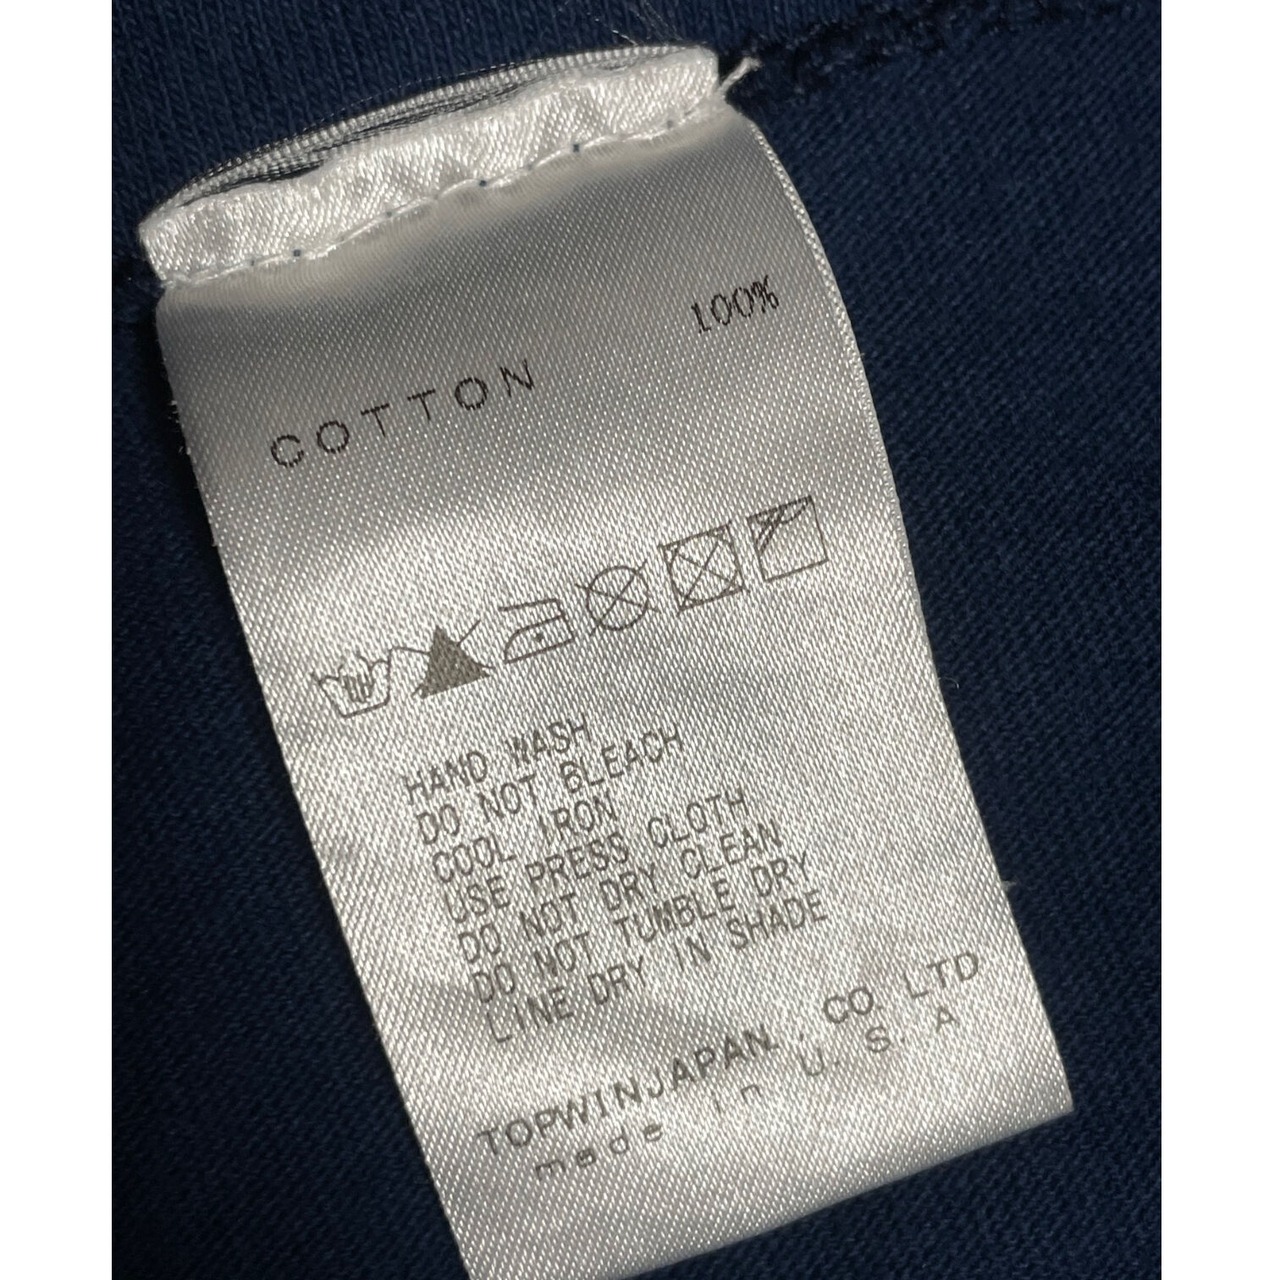 COTTON 100%
HAND WASH
DO NOT BLEACH
COOL IRON
USE PRESS CLOTH
DO NOT DRY CLEAN
DO NOT TUMBLE DRY
LINE DRY IN SHADE
TOPWINJAPAN. CO LTD
made in U.S.A